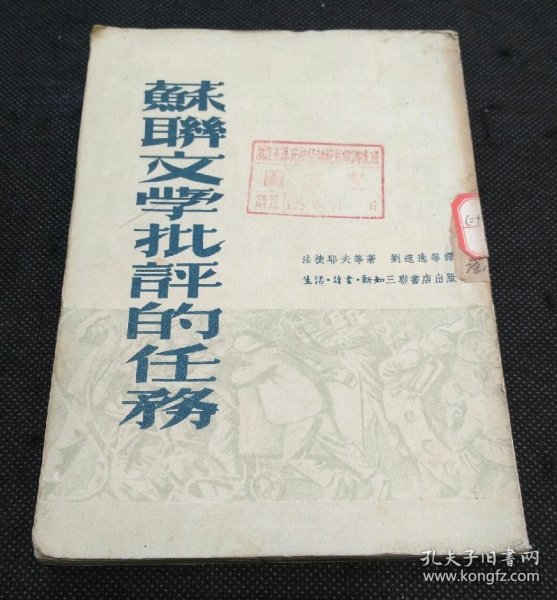 蘇聯文学批評的任務
法捷耶夫等著 劉遼逸等譯
生活·讀書·新知三聯書店出版
孔夫子旧书网
www.kongfz.com